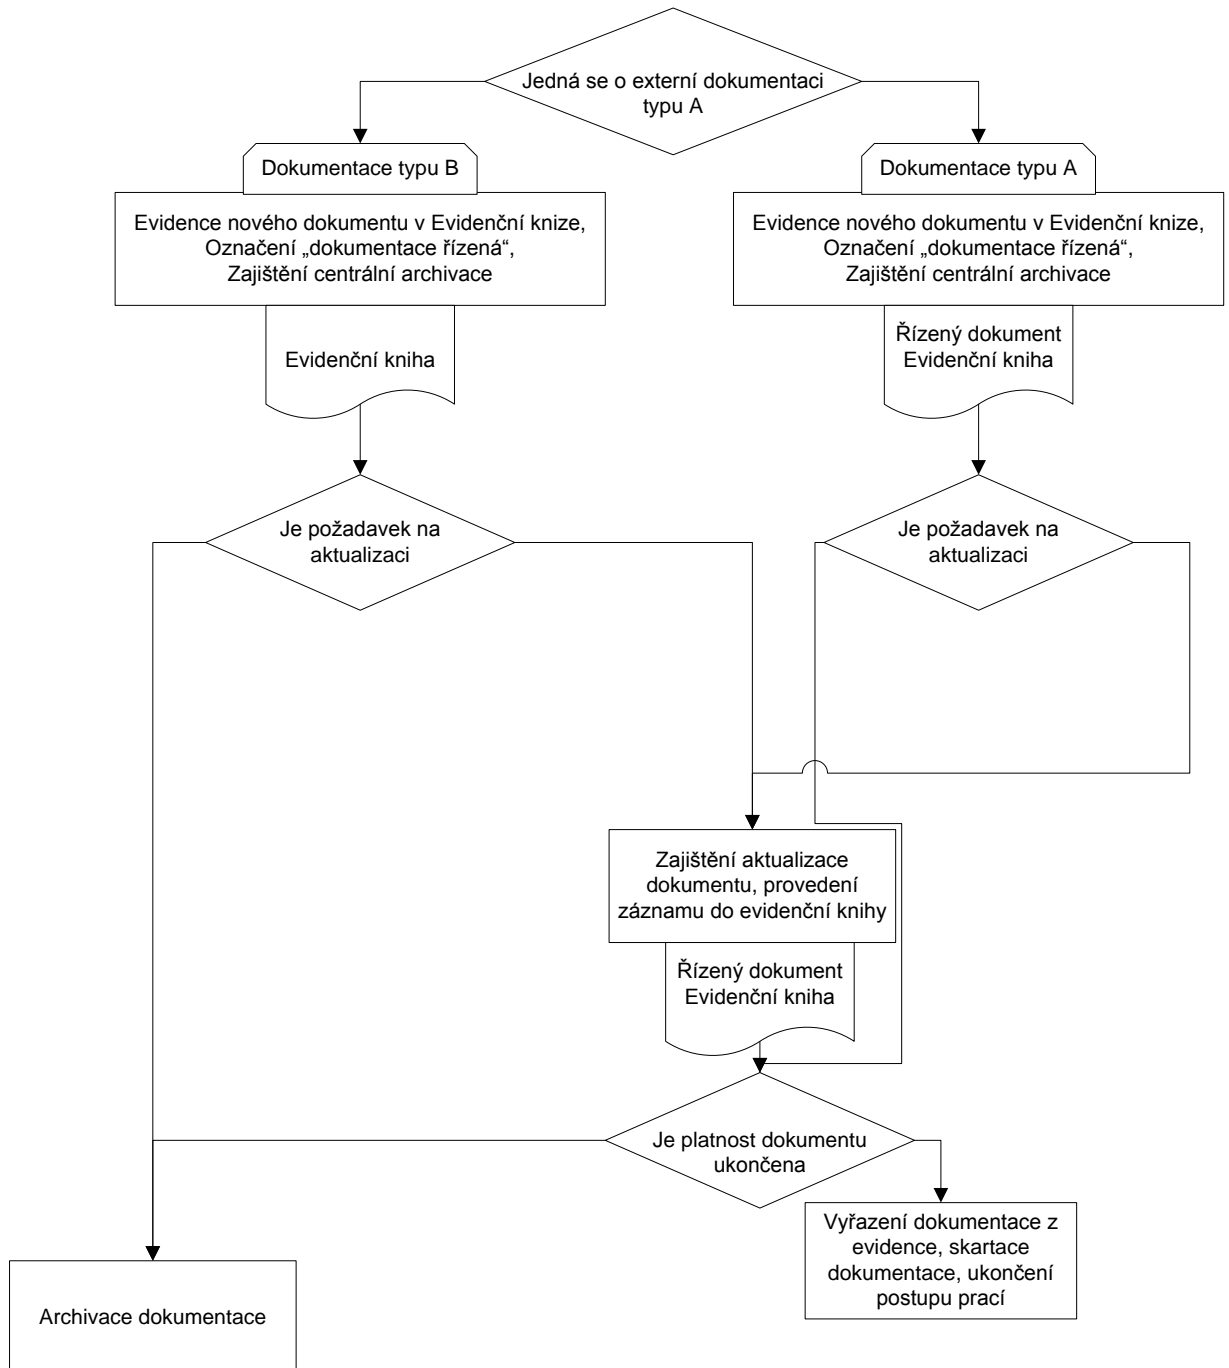 Jedná se o externí dokumentaci
typu A
Dokumentace typu B
Dokumentace typu A
Evidence nového dokumentu v Evidenční knize,
Označení „dokumentace řízená“,
Zajištění centrální archivace
Evidence nového dokumentu v Evidenční knize,
Označení „dokumentace řízená“,
Zajištění centrální archivace
Evidenční kniha
Řízený dokument
Evidenční kniha
Je požadavek na
aktualizaci
Je požadavek na
aktualizaci
Zajištění aktualizace
dokumentu, provedení
záznamu do evidenční knihy
Řízený dokument
Evidenční kniha
Je platnost dokumentu
ukončena
Vyřazení dokumentace z
evidence, skartace
dokumentace, ukončení
postupu prací
Archivace dokumentace